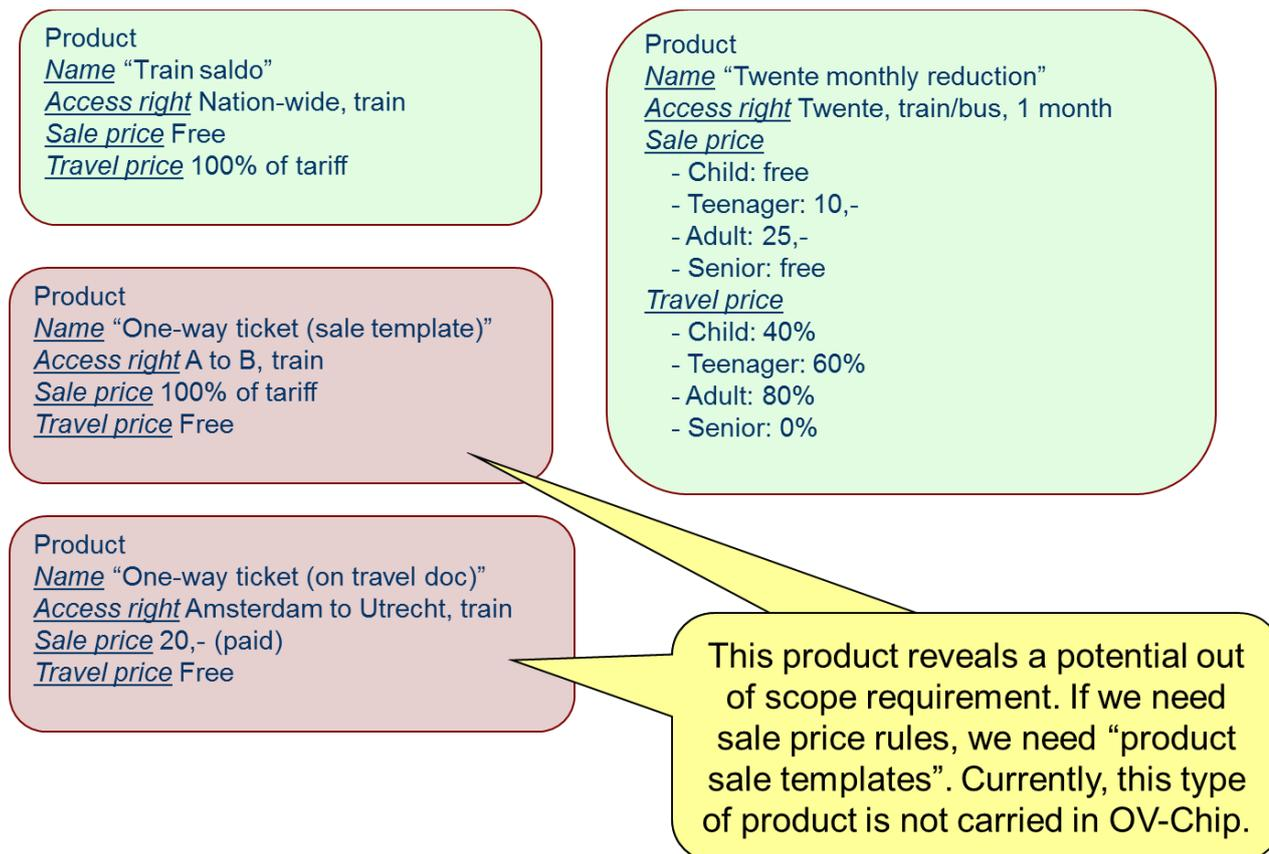 Product
Name “Train saldo”
Access right Nation-wide, train
Sale price Free
Travel price 100% of tariff
Product
Name “One-way ticket (sale template)”
Access right A to B, train
Sale price 100% of tariff
Travel price Free
Product
Name “One-way ticket (on travel doc)”
Access right Amsterdam to Utrecht, train
Sale price 20,- (paid)
Travel price Free
Product
Name “Twente monthly reduction”
Access right Twente, train/bus, 1 month
Sale price
- Child: free
- Teenager: 10,-
- Adult: 25,-
- Senior: free
Travel price
- Child: 40%
- Teenager: 60%
- Adult: 80%
- Senior: 0%
This product reveals a potential out
of scope requirement. If we need
sale price rules, we need “product
sale templates”. Currently, this type
of product is not carried in OV-Chip.